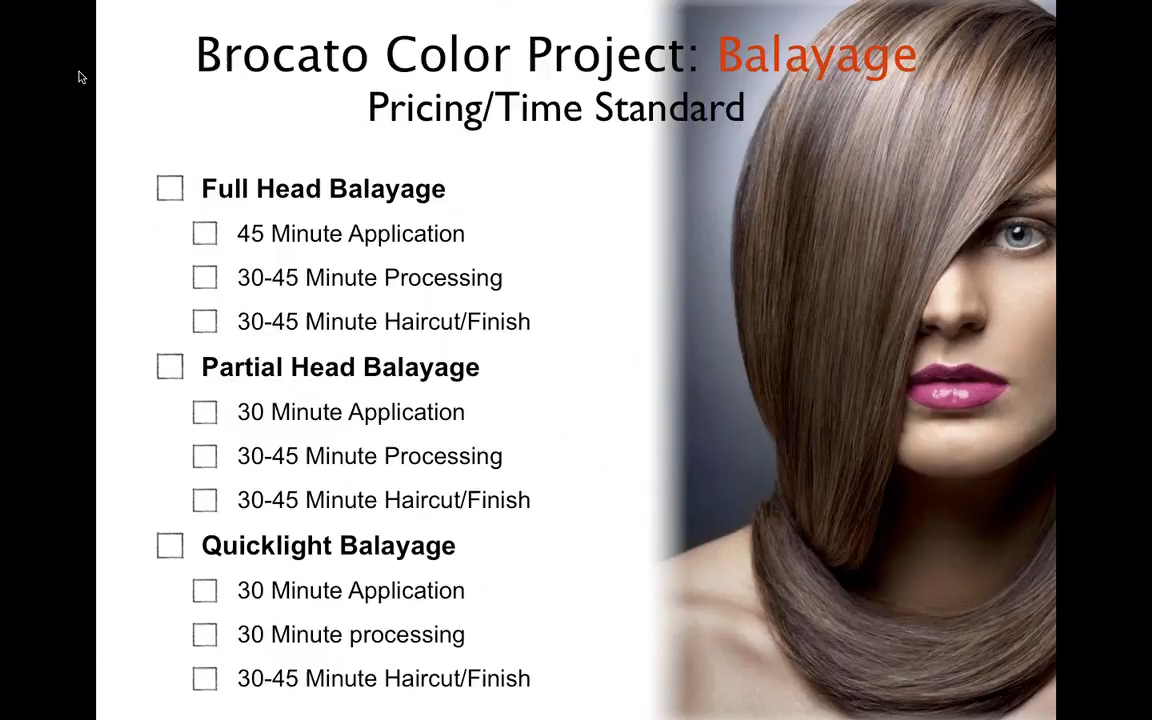 Brocato Color Project: Balayage
Pricing/Time Standard
Full Head Balayage
45 Minute Application
30-45 Minute Processing
30-45 Minute Haircut/Finish
Partial Head Balayage
30 Minute Application
30-45 Minute Processing
30-45 Minute Haircut/Finish
Quicklight Balayage
30 Minute Application
30 Minute processing
30-45 Minute Haircut/Finish